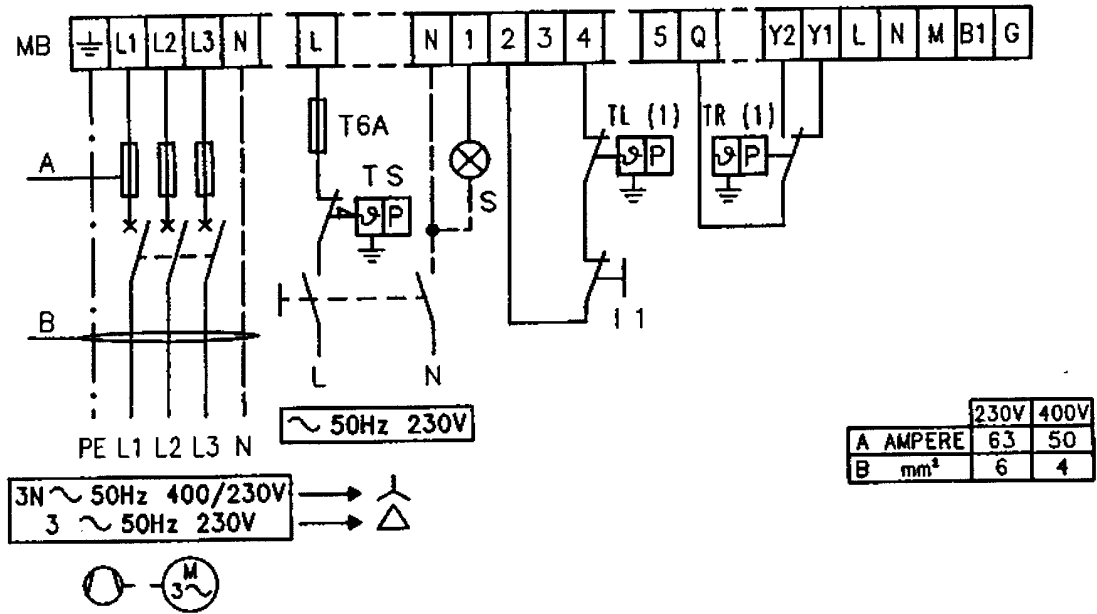 MB L1 L2 L3 N L N 1 2 3 4 5 Q Y2 Y1 L N M B1 G
T6A
TL (1)
TR (1)
ϑ P
ϑ P
A
TS
ϑ P
S
B
I1
L
N
~ 50Hz 230V
PE L1 L2 L3 N
230V 400V
A AMPERE 63 50
B mm² 6 4
3N ~ 50Hz 400/230V
3 ~ 50Hz 230V
M
3~